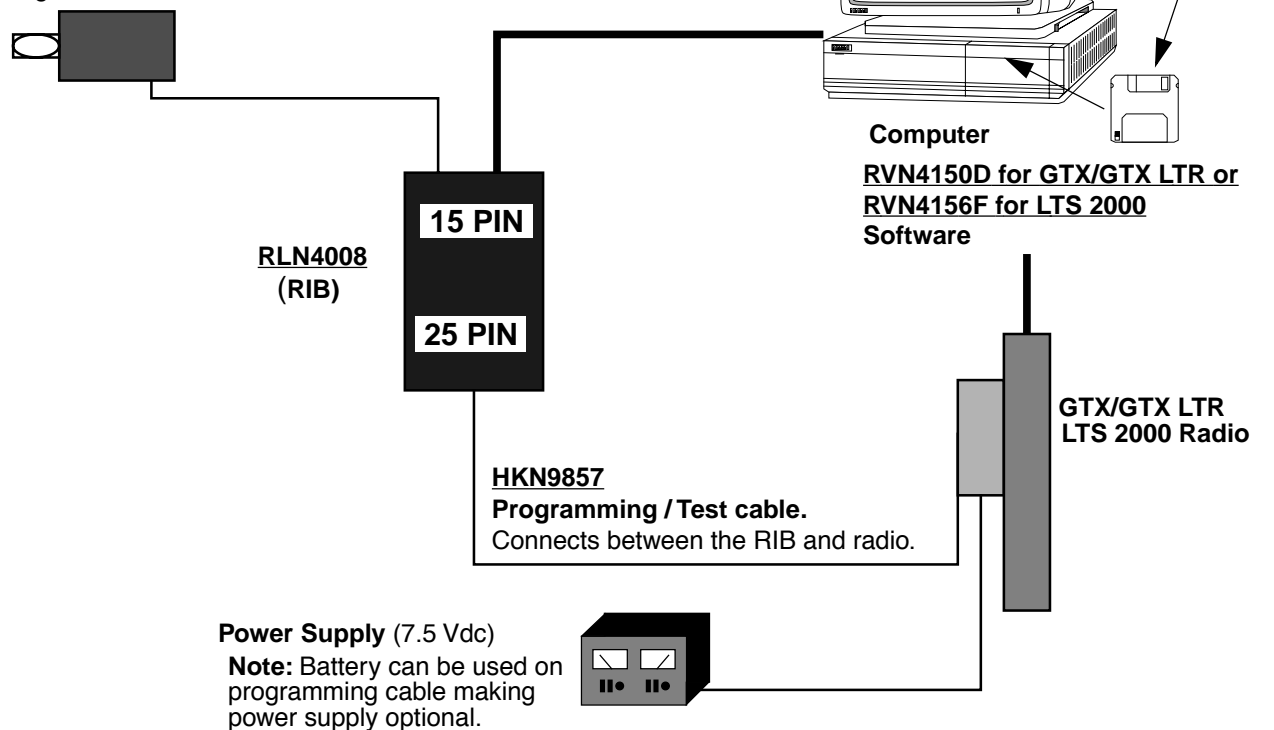 Computer
RVN4150D for GTX/GTX LTR or
RVN4156F for LTS 2000
Software
15 PIN
RLN4008
(RIB)
25 PIN
GTX/GTX LTR
LTS 2000 Radio
HKN9857
Programming / Test cable.
Connects between the RIB and radio.
Power Supply (7.5 Vdc)
Note: Battery can be used on
programming cable making
power supply optional.